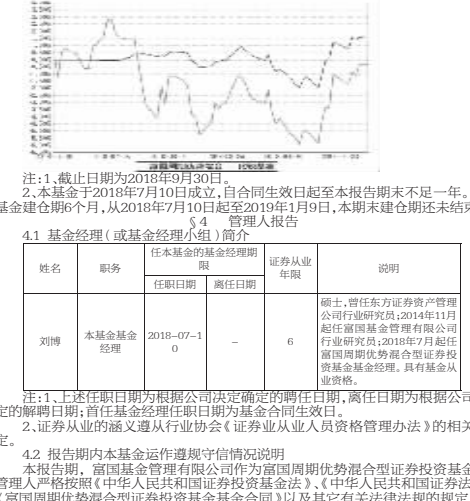 注:1、截止日期为2018年9月30日。
2、本基金于2018年7月10日成立,自合同生效日起至本报告期末不足一年。
基金建仓期6个月,从2018年7月10日起至2019年1月9日,本期末建仓期还未结束
§4 管理人报告
4.1 基金经理(或基金经理小组)简介
姓名
职务
任本基金的基金经理期
限
任职日期
离任日期
证券从业
年限
说明
刘博
本基金基金
经理
2018-07-1
0
-
6
硕士,曾任东方证券资产管理
公司行业研究员;2014年11月
起任富国基金管理有限公司
行业研究员;2018年7月起任
富国周期优势混合型证券投
资基金基金经理。具有基金从
业资格。
注:1、上述任职日期为根据公司决定确定的聘任日期,离任日期为根据公司
定的解聘日期;首任基金经理任职日期为基金合同生效日。
2、证券从业的涵义遵从行业协会《证券业从业人员资格管理办法》的相关
定。
4.2 报告期内本基金运作遵规守信情况说明
本报告期,富国基金管理有限公司作为富国周期优势混合型证券投资基金
管理人严格按照《中华人民共和国证券投资基金法》、《中华人民共和国证券法
《富国周期优势混合型证券投资基金基金合同》以及其它有关法律法规的规定